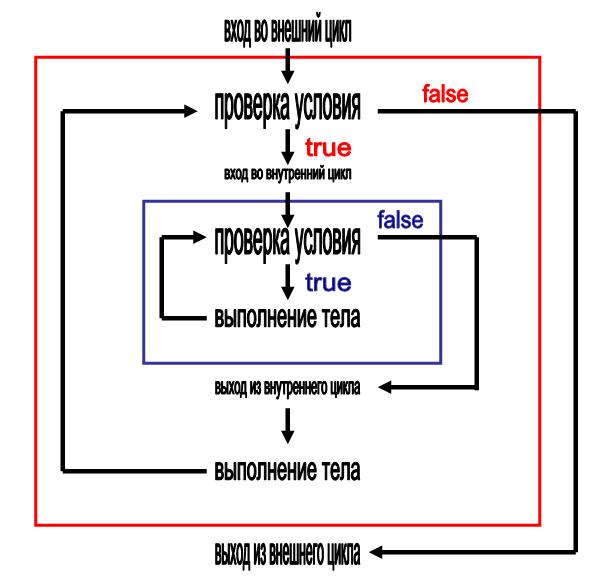 вход во внешний цикл
проверка условия
false
true
вход во внутренний цикл
false
проверка условия
true
выполнение тела
выход из внутреннего цикла
выполнение тела
выход из внешнего цикла